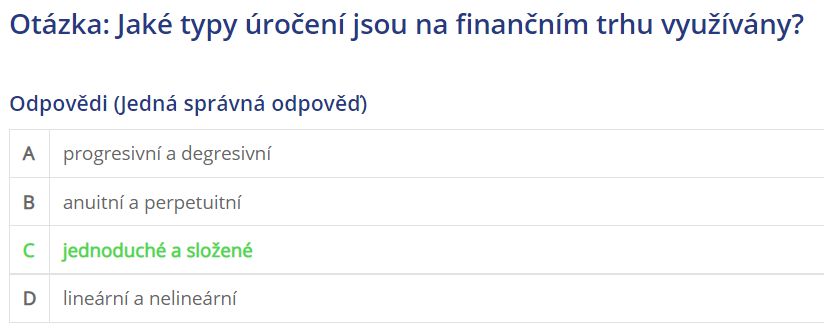 Otázka: Jaké typy úročení jsou na finančním trhu využívány?
Odpovědi (Jedná správná odpověď)
A progresivní a degresivní
B anuitní a perpetuitní
C jednoduché a složené
D lineární a nelineární